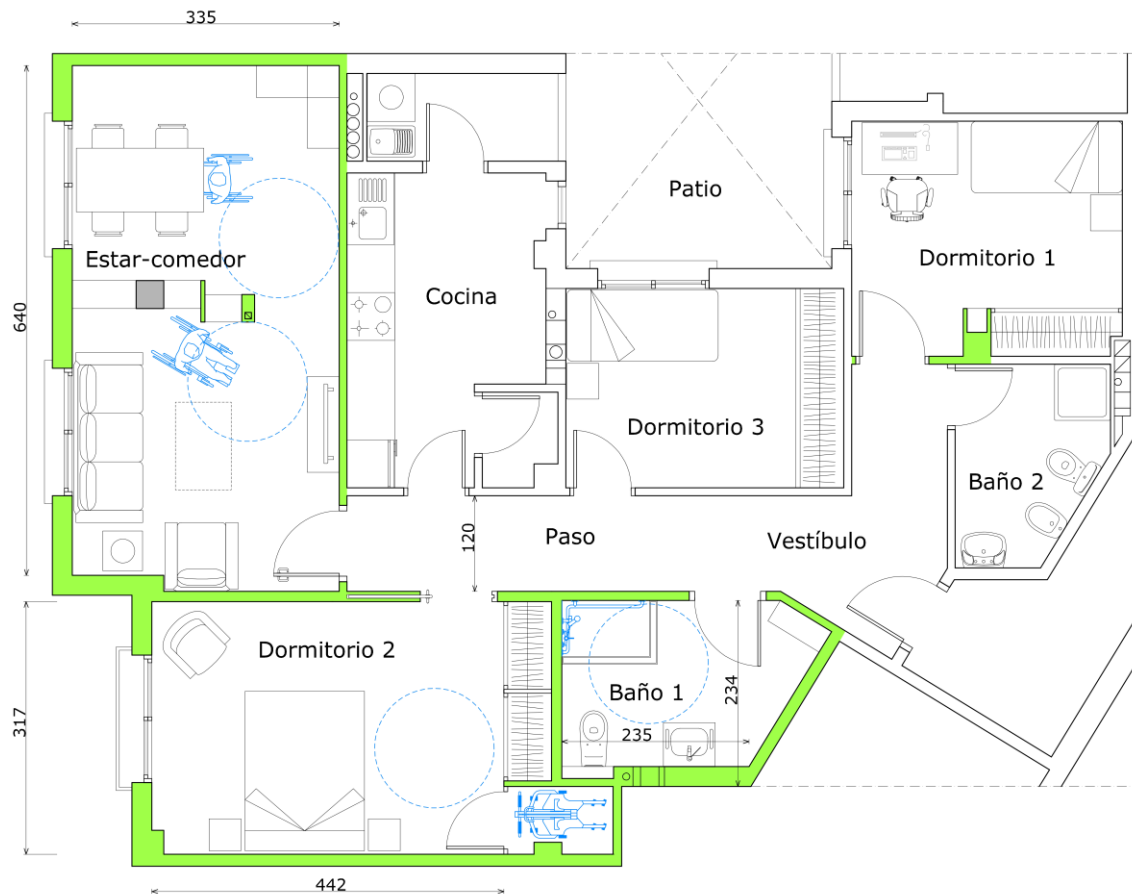 335
Patio
Estar-comedor
Dormitorio 1
640
Cocina
Dormitorio 3
Baño 2
120
Paso
Vestíbulo
Dormitorio 2
Baño 1
234
317
235
442